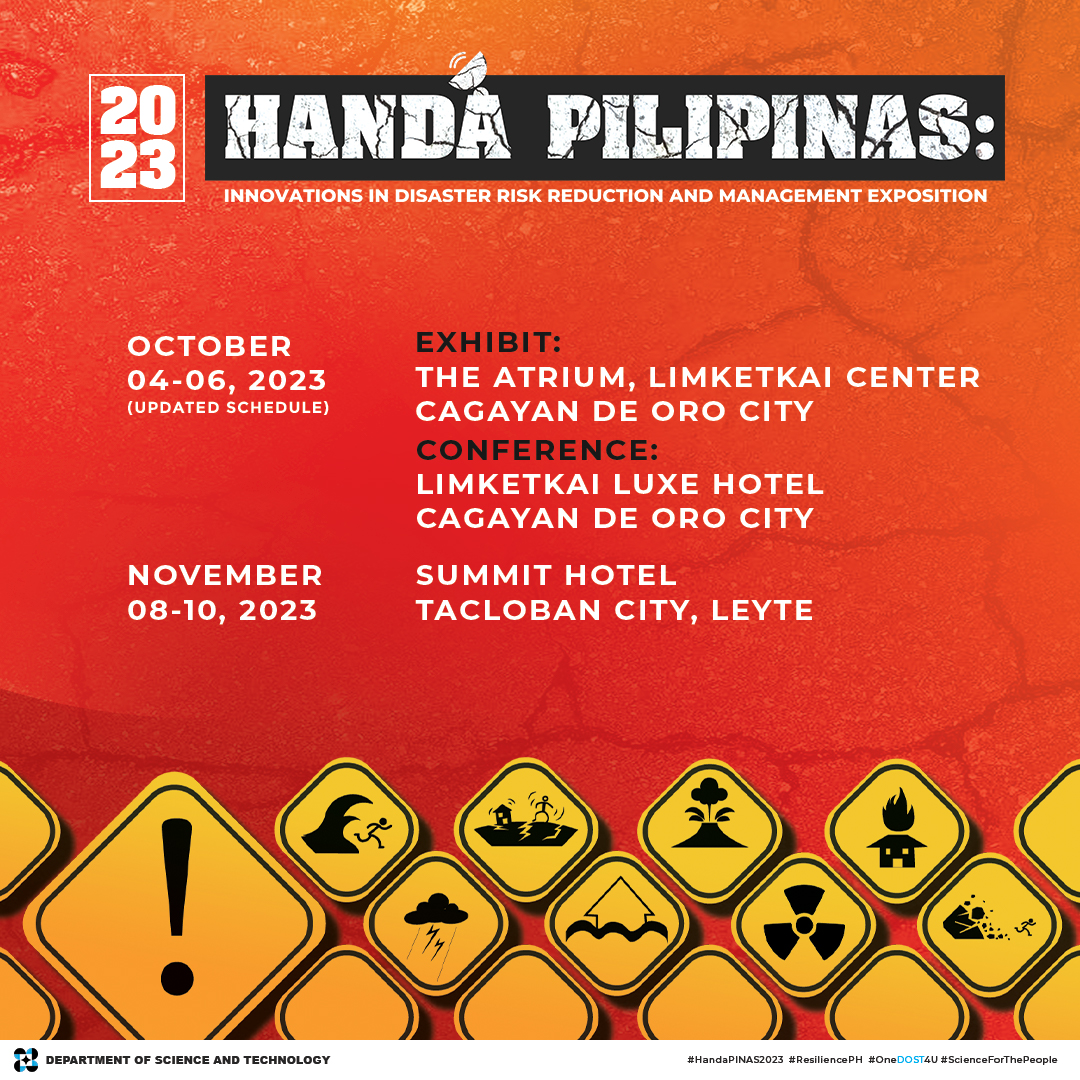 20
23
HANDA PILIPINAS:
INNOVATIONS IN DISASTER RISK REDUCTION AND MANAGEMENT EXPOSITION
OCTOBER
04-06, 2023
(UPDATED SCHEDULE)
EXHIBIT:
THE ATRIUM, LIMKETKAI CENTER
CAGAYAN DE ORO CITY
CONFERENCE:
LIMKETKAI LUXE HOTEL
CAGAYAN DE ORO CITY
NOVEMBER
08-10, 2023
SUMMIT HOTEL
TACLOBAN CITY, LEYTE
!
DEPARTMENT OF SCIENCE AND TECHNOLOGY
#HandaPINAS2023 #ResiliencePH #OneDOST4U #ScienceForThePeople